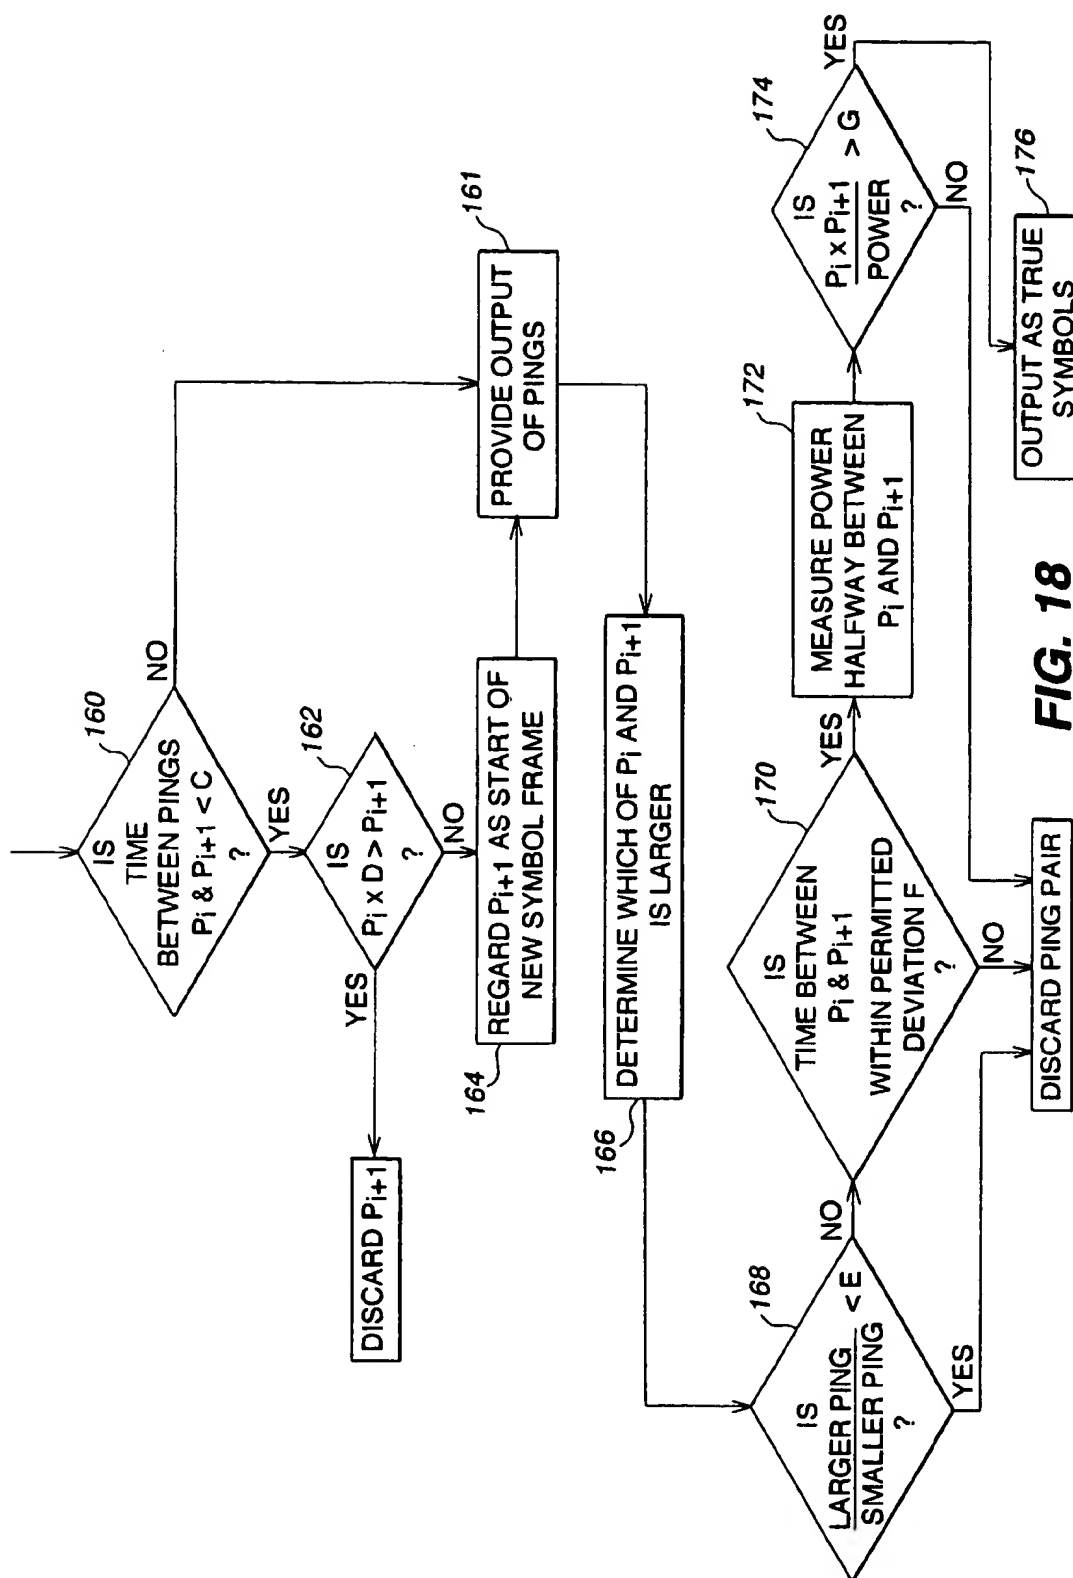 160
IS
TIME
BETWEEN PINGS
Pi & Pi+1 < C
?
NO
YES
162
IS
Pi x D > Pi+1
?
YES
NO
DISCARD Pi+1
164
REGARD Pi+1 AS START OF
NEW SYMBOL FRAME
161
PROVIDE OUTPUT
OF PINGS
166
DETERMINE WHICH OF Pi AND Pi+1
IS LARGER
168
IS
LARGER PING
SMALLER PING
< E
?
NO
YES
170
IS
TIME BETWEEN
Pi & Pi+1
WITHIN PERMITTED
DEVIATION F
?
YES
NO
172
MEASURE POWER
HALFWAY BETWEEN
Pi AND Pi+1
174
IS
Pi x Pi+1
POWER
> G
?
YES
NO
DISCARD PING PAIR
176
OUTPUT AS TRUE
SYMBOLS
FIG. 18